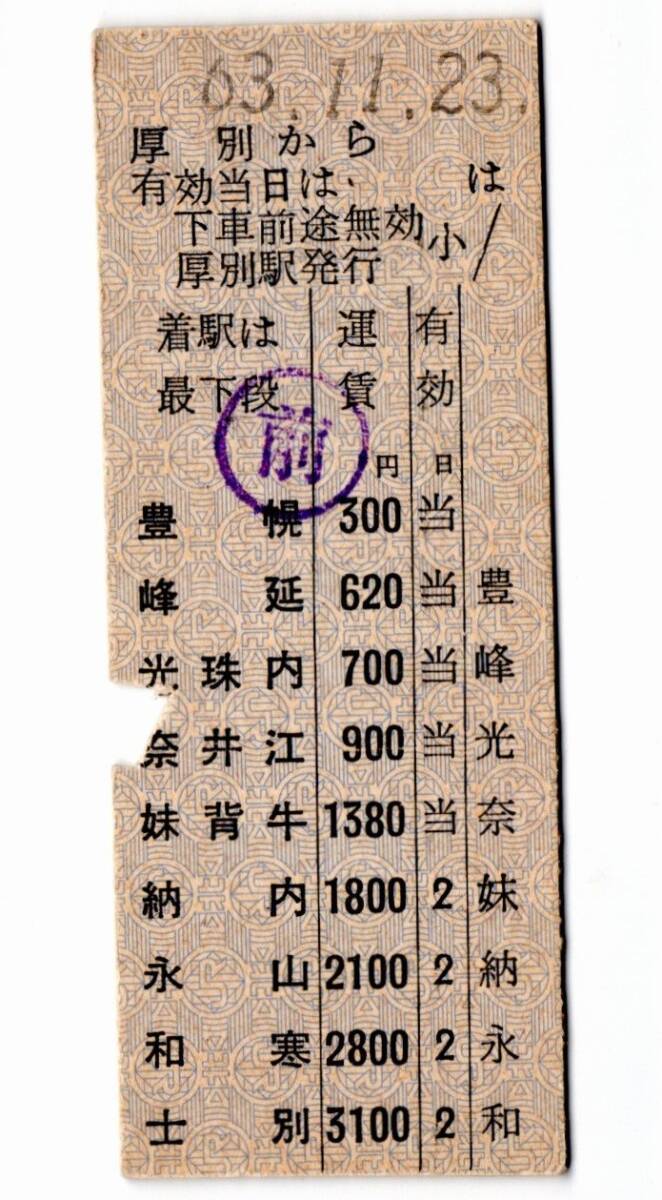 63.11.23.
厚別から
有効当日は は
下車前途無効 小
厚別駅発行
着駅は 運 有
最下段 賃 効
前
円 日
豊幌 300 当
峰延 620 当 豊
光珠内 700 当 峰
奈井江 900 当 光
妹背牛 1380 当 奈
納内 1800 2 妹
永山 2100 2 納
和寒 2800 2 永
士別 3100 2 和